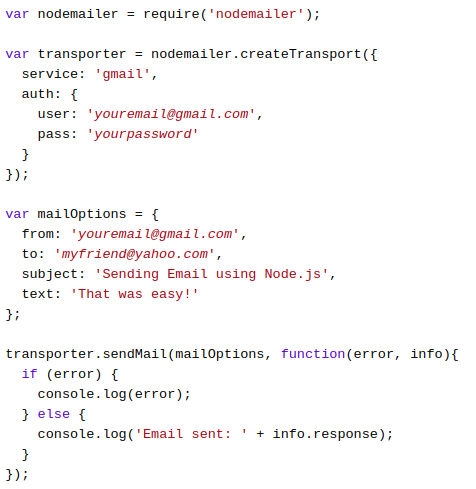 var nodemailer = require('nodemailer');

var transporter = nodemailer.createTransport({
  service: 'gmail',
  auth: {
    user: 'youremail@gmail.com',
    pass: 'yourpassword'
  }
});

var mailOptions = {
  from: 'youremail@gmail.com',
  to: 'myfriend@yahoo.com',
  subject: 'Sending Email using Node.js',
  text: 'That was easy!'
};

transporter.sendMail(mailOptions, function(error, info){
  if (error) {
    console.log(error);
  } else {
    console.log('Email sent: ' + info.response);
  }
});